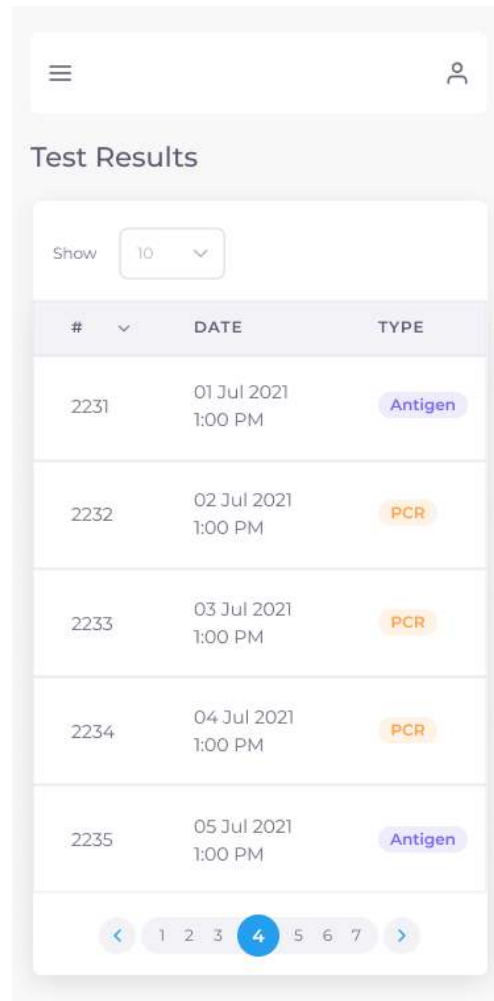 Test Results
Show 10
# DATE TYPE
2231 01 Jul 2021 1:00 PM Antigen
2232 02 Jul 2021 1:00 PM PCR
2233 03 Jul 2021 1:00 PM PCR
2234 04 Jul 2021 1:00 PM PCR
2235 05 Jul 2021 1:00 PM Antigen
1 2 3 4 5 6 7